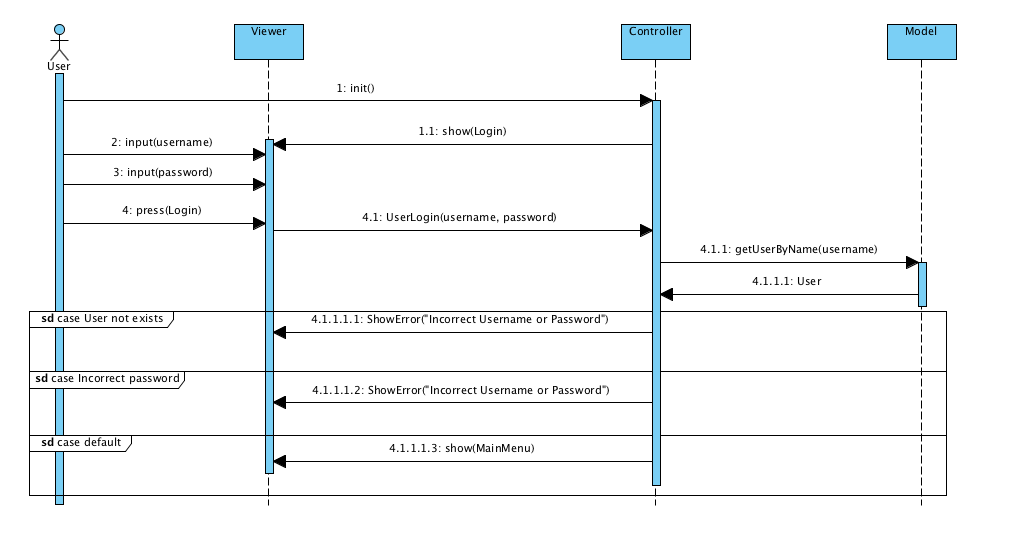 Viewer
Controller
Model
User
1: init()
1.1: show(Login)
2: input(username)
3: input(password)
4: press(Login)
4.1: UserLogin(username, password)
4.1.1: getUserByName(username)
4.1.1.1: User
sd case User not exists
4.1.1.1.1: ShowError("Incorrect Username or Password")
sd case Incorrect password
4.1.1.1.2: ShowError("Incorrect Username or Password")
sd case default
4.1.1.1.3: show(MainMenu)